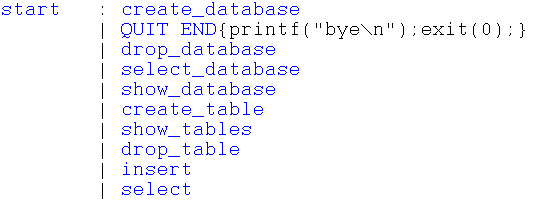 start : create_database
| QUIT END{printf("bye\n");exit(0);}
| drop_database
| select_database
| show_database
| create_table
| show_tables
| drop_table
| insert
| select